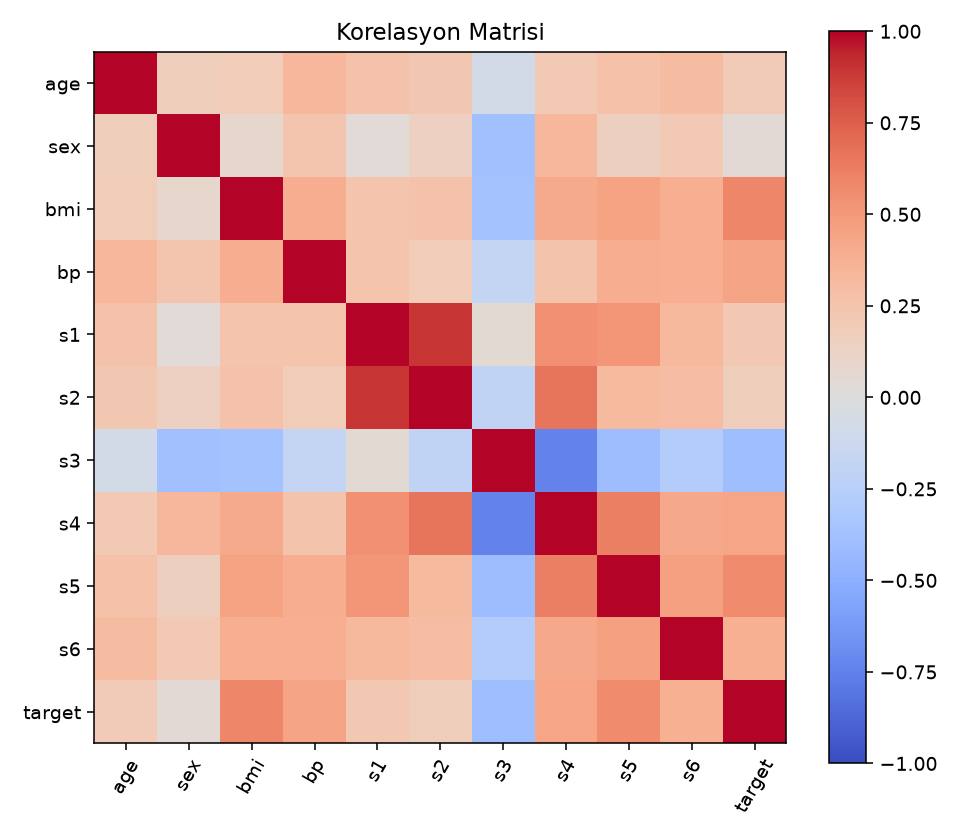 Korelasyon Matrisi
age
sex
bmi
bp
s1
s2
s3
s4
s5
s6
target
age
sex
bmi
bp
s1
s2
s3
s4
s5
s6
target
1.00
0.75
0.50
0.25
0.00
−0.25
−0.50
−0.75
−1.00